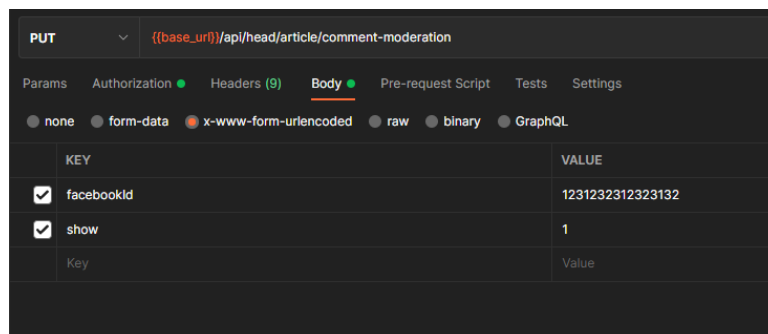 PUT {{base_url}}/api/head/article/comment-moderation
Params Authorization Headers (9) Body Pre-request Script Tests Settings
none form-data x-www-form-urlencoded raw binary GraphQL
KEY VALUE
facebookId 1231232312323132
show 1
Key Value